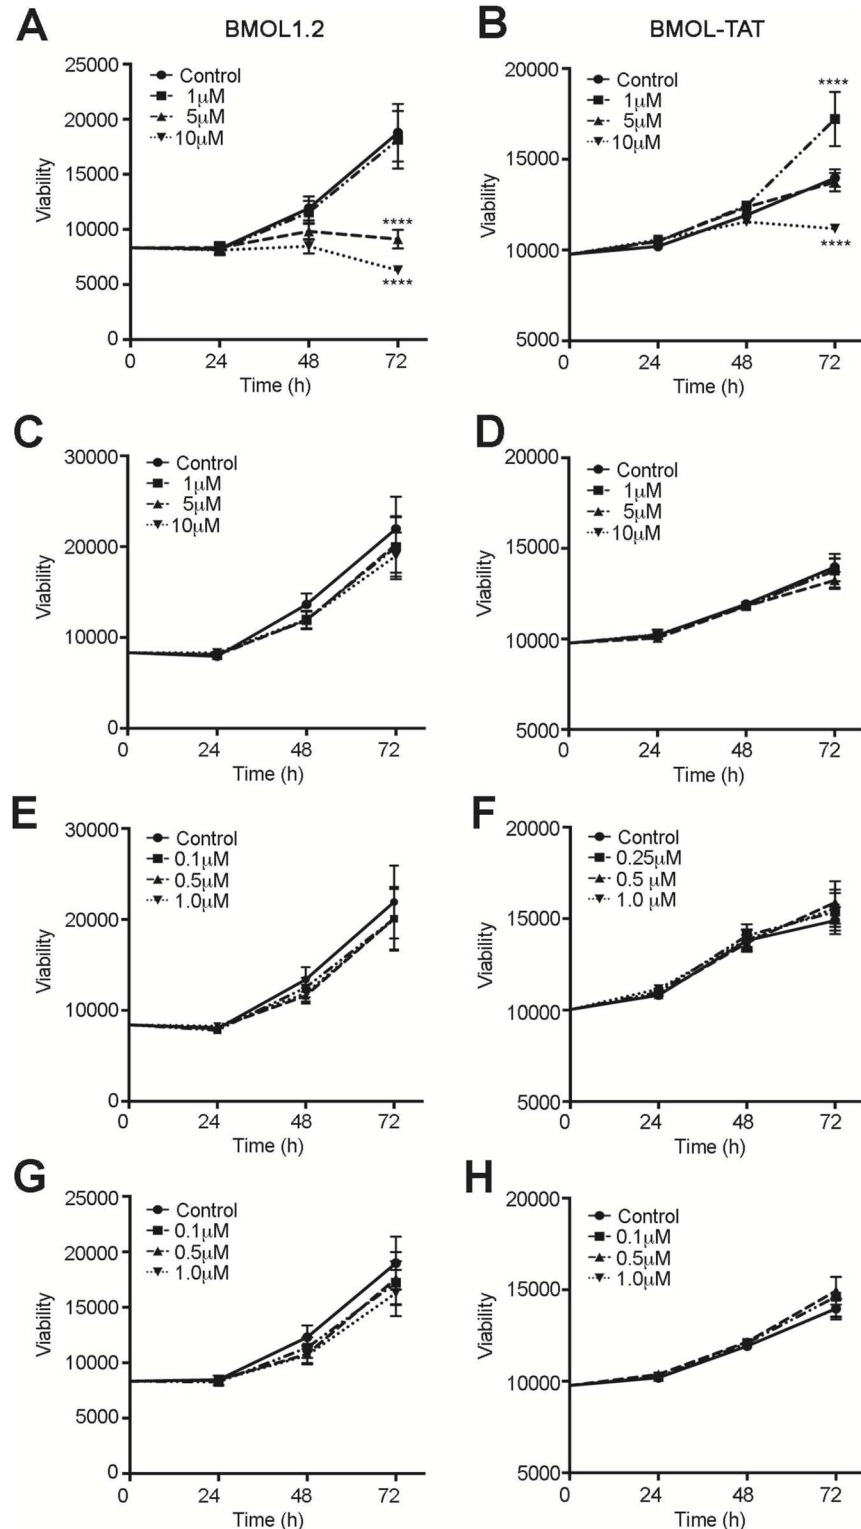 A
BMOL1.2
25000
20000
15000
10000
5000
0
Viability
Control
1μM
5μM
10μM
****
****
0
24
48
72
Time (h)
B
BMOL-TAT
20000
15000
10000
5000
Viability
Control
1μM
5μM
10μM
****
****
0
24
48
72
Time (h)
C
30000
20000
10000
0
Viability
Control
1μM
5μM
10μM
0
24
48
72
Time (h)
D
20000
15000
10000
5000
Viability
Control
1μM
5μM
10μM
0
24
48
72
Time (h)
E
30000
20000
10000
0
Viability
Control
0.1μM
0.5μM
1.0μM
0
24
48
72
Time (h)
F
20000
15000
10000
5000
Viability
Control
0.25μM
0.5 μM
1.0 μM
0
24
48
72
Time (h)
G
25000
20000
15000
10000
5000
0
Viability
Control
0.1μM
0.5μM
1.0μM
0
24
48
72
Time (h)
H
20000
15000
10000
5000
Viability
Control
0.1μM
0.5μM
1.0μM
0
24
48
72
Time (h)